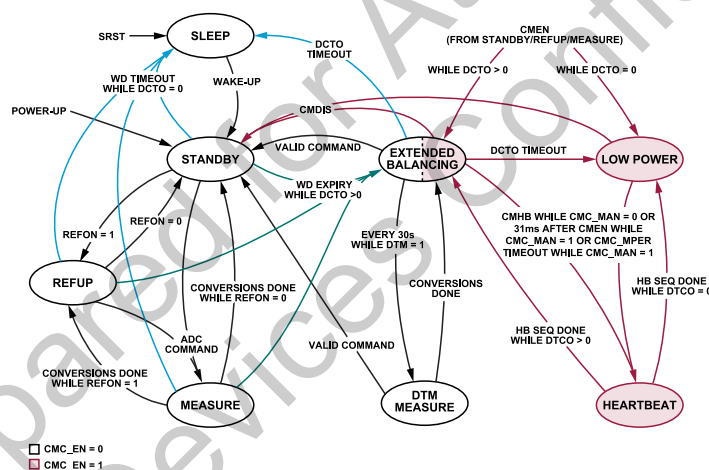 SRST
SLEEP
DCTO
TIMEOUT
CMEN
(FROM STANDBY/REFUP/MEASURE)
WD TIMEOUT
WHILE DCTO = 0
WAKE-UP
WHILE DCTO > 0
WHILE DCTO = 0
POWER-UP
CMDIS
STANDBY
VALID COMMAND
EXTENDED
BALANCING
DCTO TIMEOUT
LOW POWER
WD EXPIRY
WHILE DCTO >0
REFON = 1
REFON = 0
EVERY 30s
WHILE DTM = 1
CMHB WHILE CMC_MAN = 0 OR
31ms AFTER CMEN WHILE
CMC_MAN = 1 OR CMC_MPER
TIMEOUT WHILE CMC_MAN = 1
REFUP
CONVERSIONS DONE
WHILE REFON = 0
CONVERSIONS
DONE
HB SEQ DONE
WHILE DTCO = 0
ADC
COMMAND
VALID COMMAND
HB SEQ DONE
WHILE DTCO > 0
CONVERSIONS DONE
WHILE REFON = 1
MEASURE
DTM
MEASURE
HEARTBEAT
CMC_EN = 0
CMC_EN = 1